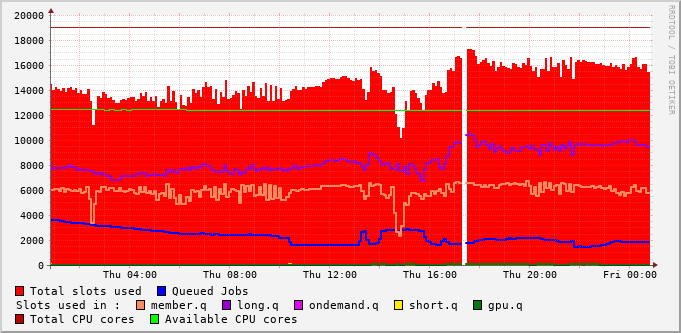 20000
18000
16000
14000
12000
10000
8000
6000
4000
2000
0
Thu 04:00 Thu 08:00 Thu 12:00 Thu 16:00 Thu 20:00 Fri 00:00
RRDTOOL / TOBI OETIKER
Total slots used Queued Jobs
Slots used in : member.q long.q ondemand.q short.q gpu.q
Total CPU cores Available CPU cores